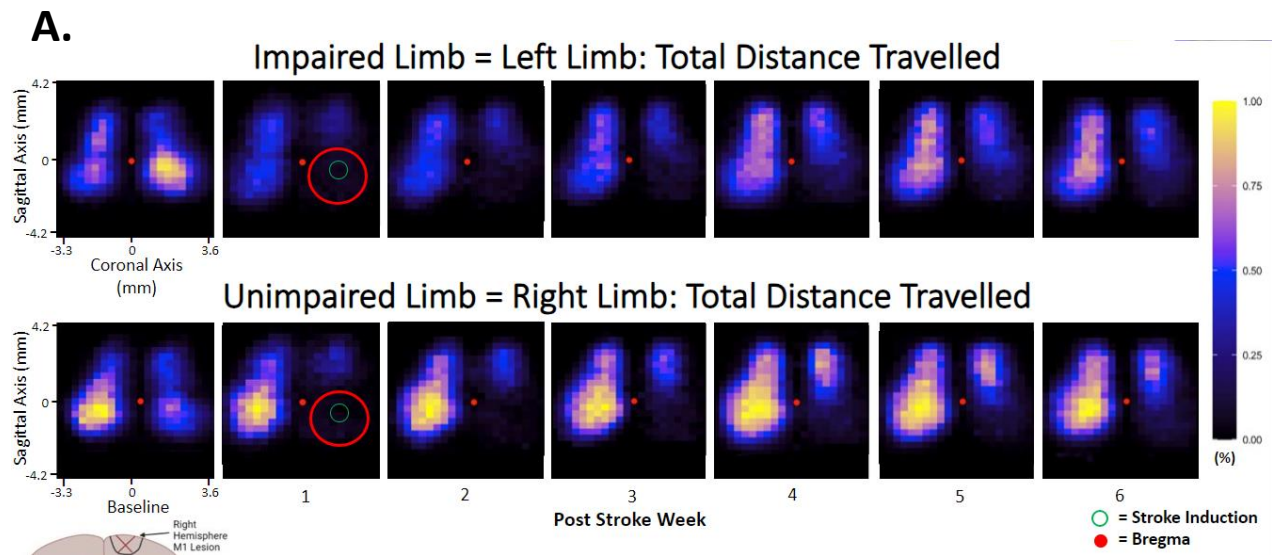 A.
Impaired Limb = Left Limb: Total Distance Travelled
Sagittal Axis (mm)
4.2
0
-4.2
-3.3
0
3.6
Coronal Axis
(mm)
Unimpaired Limb = Right Limb: Total Distance Travelled
Sagittal Axis (mm)
4.2
0
-4.2
-3.3
0
3.6
Baseline
1
2
3
4
5
6
Post Stroke Week
1.00
0.75
0.50
0.25
0.00
(%)
= Stroke Induction
= Bregma
Right
Hemisphere
M1 Lesion